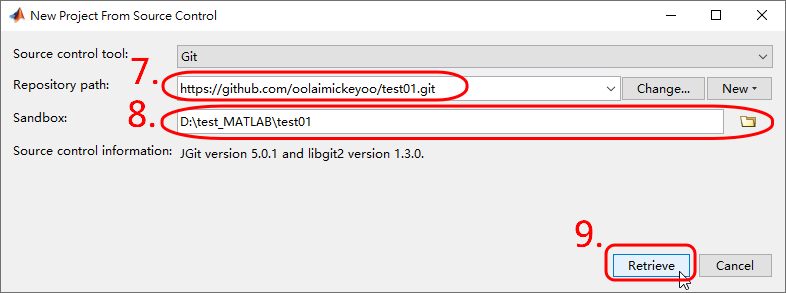 New Project From Source Control
Source control tool: Git
7.
Repository path: https://github.com/oolaimickeyoo/test01.git Change... New
8.
Sandbox: D:\test_MATLAB\test01
Source control information: JGit version 5.0.1 and libgit2 version 1.3.0.
9.
Retrieve Cancel